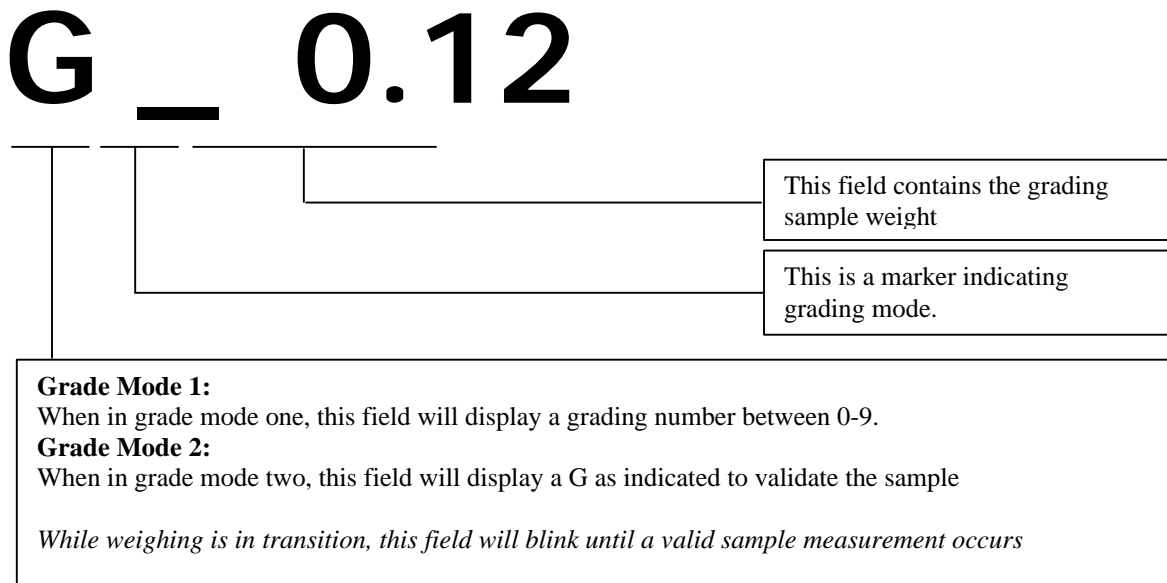 G _ 0.12
This field contains the grading
sample weight
This is a marker indicating
grading mode.
Grade Mode 1:
When in grade mode one, this field will display a grading number between 0-9.
Grade Mode 2:
When in grade mode two, this field will display a G as indicated to validate the sample
While weighing is in transition, this field will blink until a valid sample measurement occurs